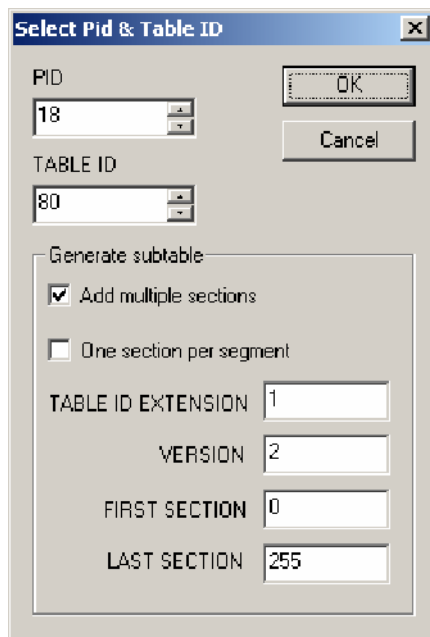 Select Pid & Table ID
PID
OK
18
Cancel
TABLE ID
80
Generate subtable
Add multiple sections
One section per segment
TABLE ID EXTENSION 1
VERSION 2
FIRST SECTION 0
LAST SECTION 255